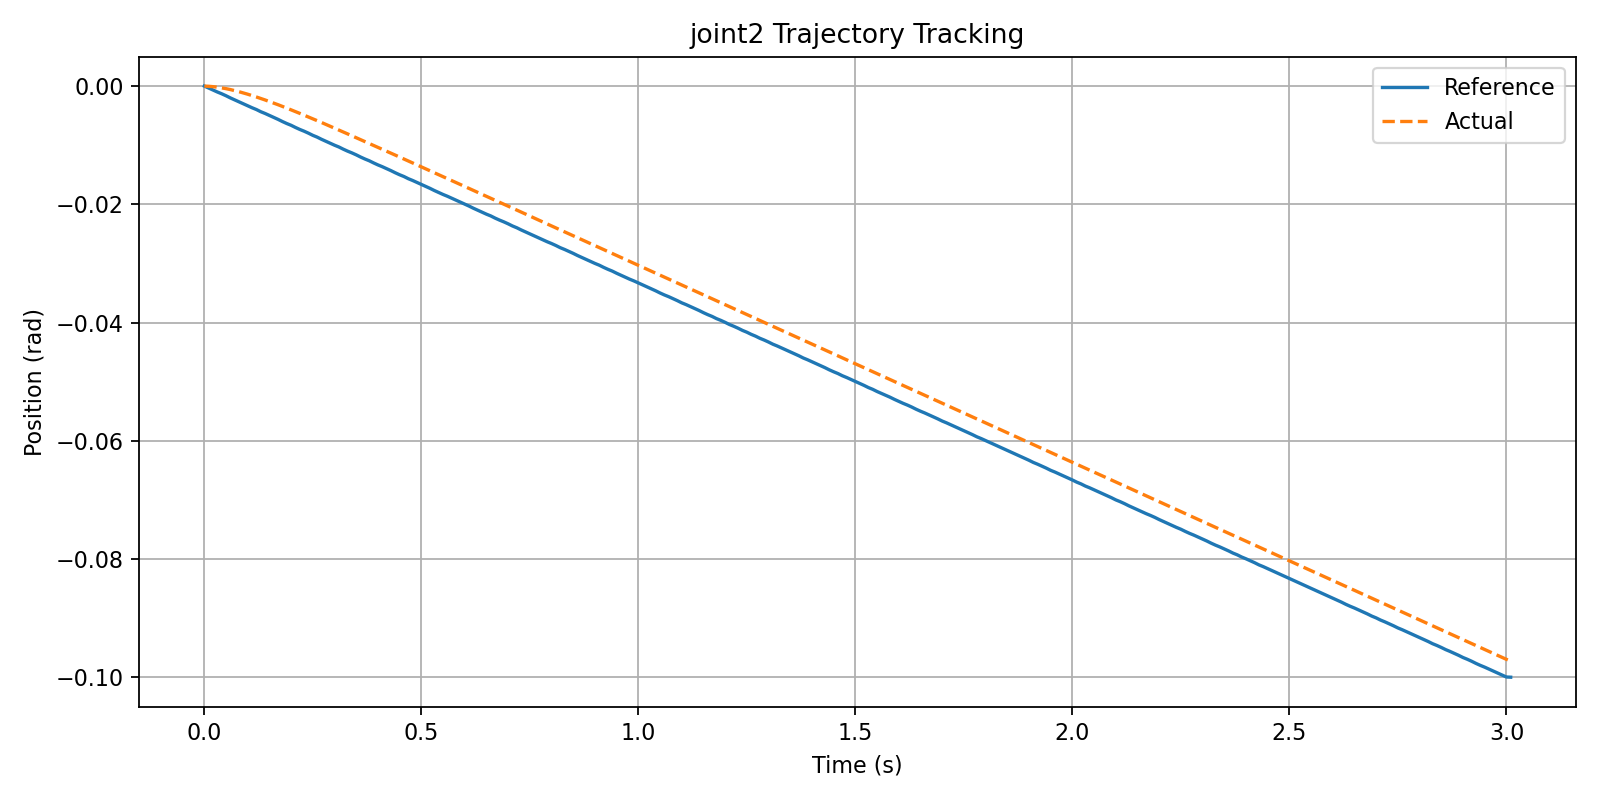 joint2 Trajectory Tracking
Reference
Actual
Position (rad)
0.00
−0.02
−0.04
−0.06
−0.08
−0.10
0.0 0.5 1.0 1.5 2.0 2.5 3.0
Time (s)